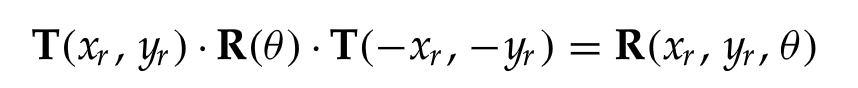 𝐓(xᵣ, yᵣ) · 𝐑(θ) · 𝐓(−xᵣ, −yᵣ) = 𝐑(xᵣ, yᵣ, θ)